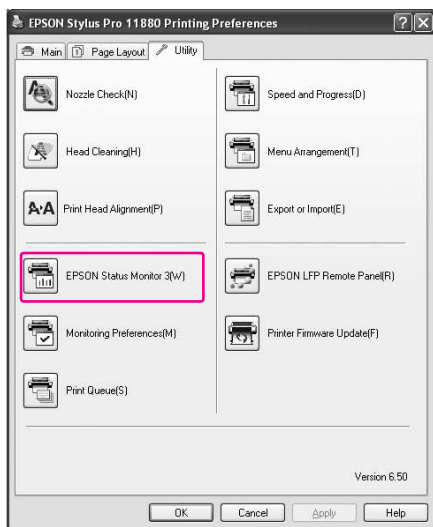 EPSON Stylus Pro 11880 Printing Preferences
Main Page Layout Utility
Nozzle Check(N)
Speed and Progress(D)
Head Cleaning(H)
Menu Arrangement(T)
A·A Print Head Alignment(P)
Export or Import(E)
EPSON Status Monitor 3(W)
EPSON LFP Remote Panel(R)
Monitoring Preferences(M)
Printer Firmware Update(F)
Print Queue(S)
Version 6.50
OK Cancel Apply Help